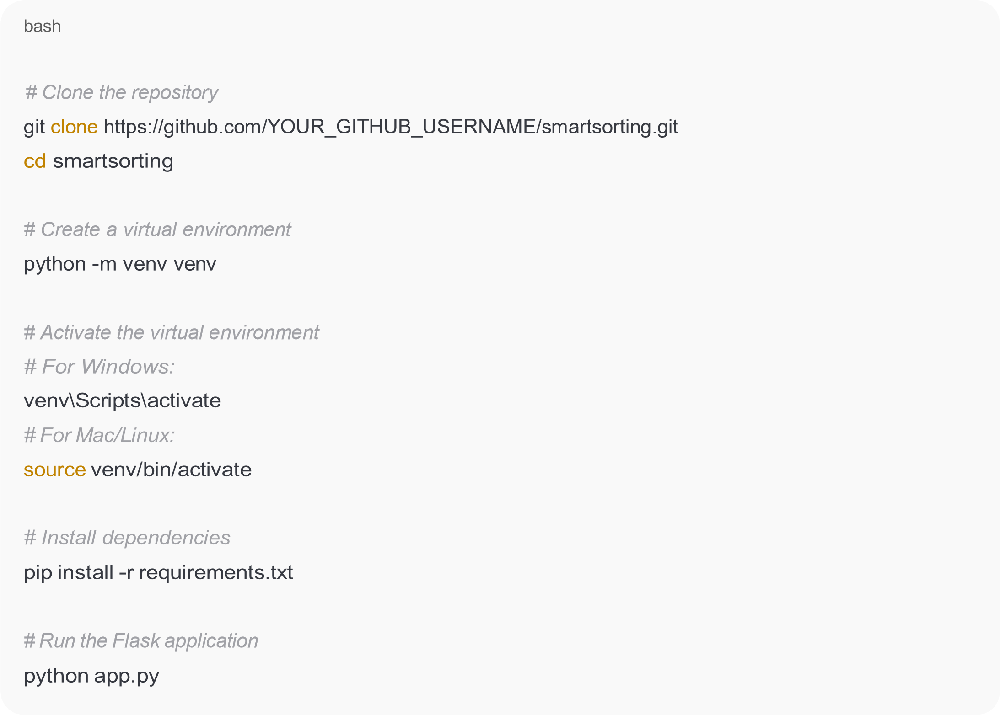 bash
# Clone the repository
git clone https://github.com/YOUR_GITHUB_USERNAME/smartsorting.git
cd smartsorting
# Create a virtual environment
python -m venv venv
# Activate the virtual environment
# For Windows:
venv\Scripts\activate
# For Mac/Linux:
source venv/bin/activate
# Install dependencies
pip install -r requirements.txt
# Run the Flask application
python app.py